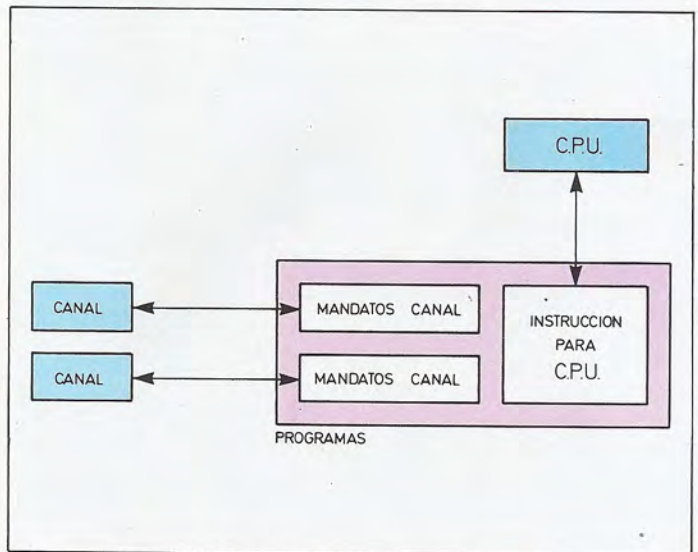 C.P.U.
CANAL
MANDATOS CANAL
INSTRUCCION
PARA
C.P.U.
CANAL
MANDATOS CANAL
PROGRAMAS